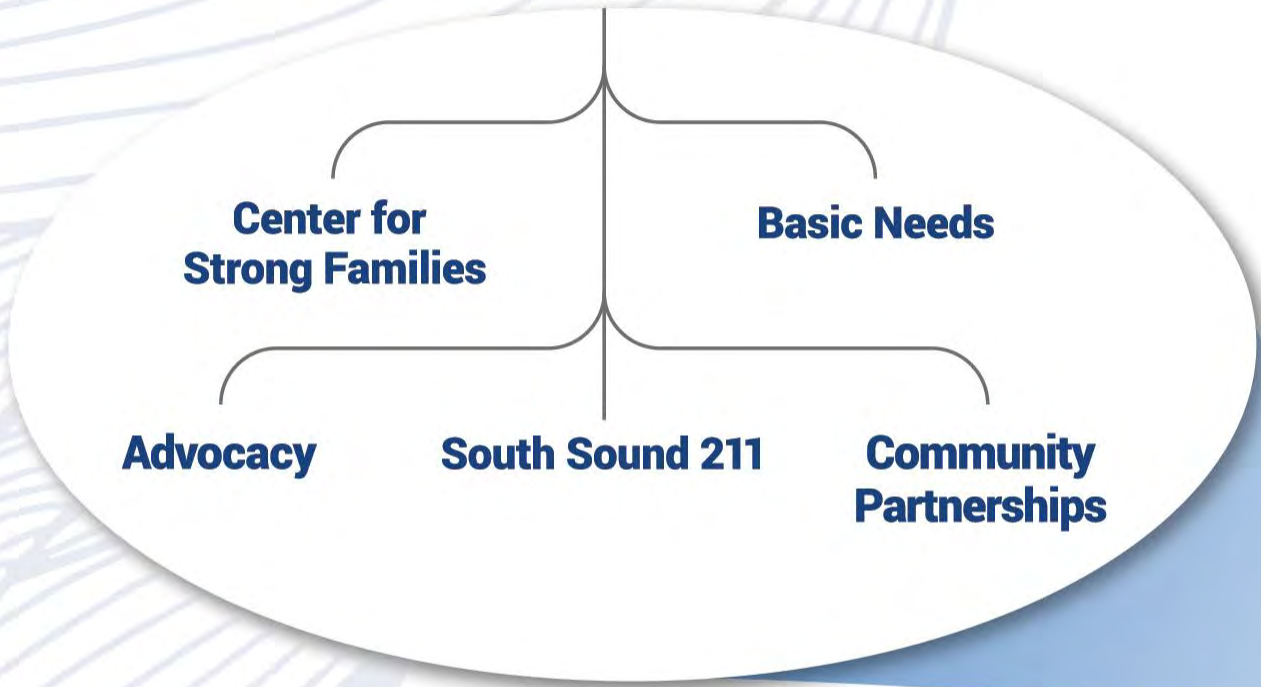 Center for
Strong Families
Basic Needs
Advocacy
South Sound 211
Community
Partnerships